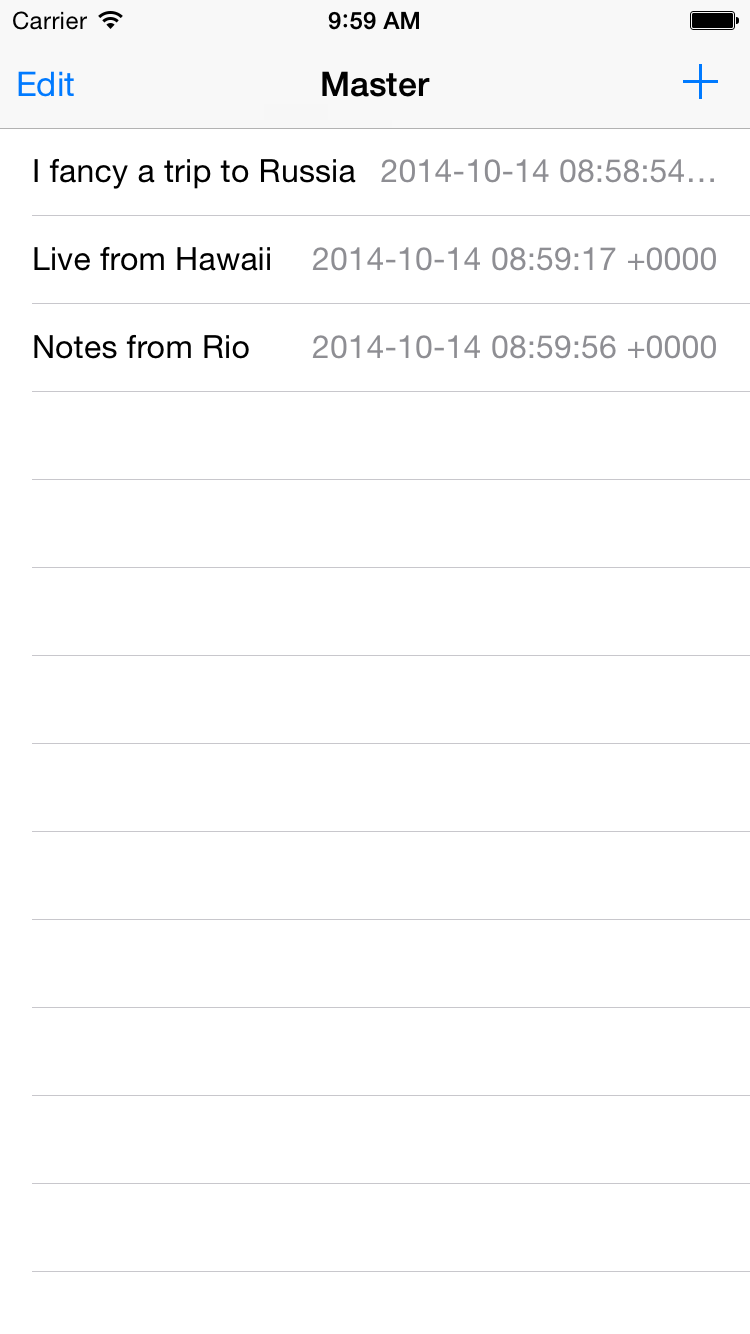 Carrier 9:59 AM
Edit Master +
I fancy a trip to Russia 2014-10-14 08:58:54...
Live from Hawaii 2014-10-14 08:59:17 +0000
Notes from Rio 2014-10-14 08:59:56 +0000